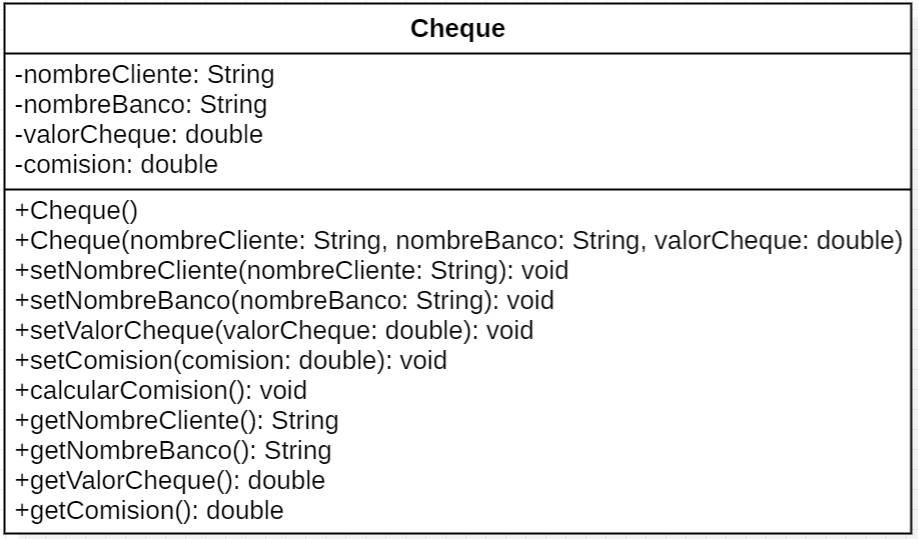 Cheque
-nombreCliente: String
-nombreBanco: String
-valorCheque: double
-comision: double
+Cheque()
+Cheque(nombreCliente: String, nombreBanco: String, valorCheque: double)
+setNombreCliente(nombreCliente: String): void
+setNombreBanco(nombreBanco: String): void
+setValorCheque(valorCheque: double): void
+setComision(comision: double): void
+calcularComision(): void
+getNombreCliente(): String
+getNombreBanco(): String
+getValorCheque(): double
+getComision(): double